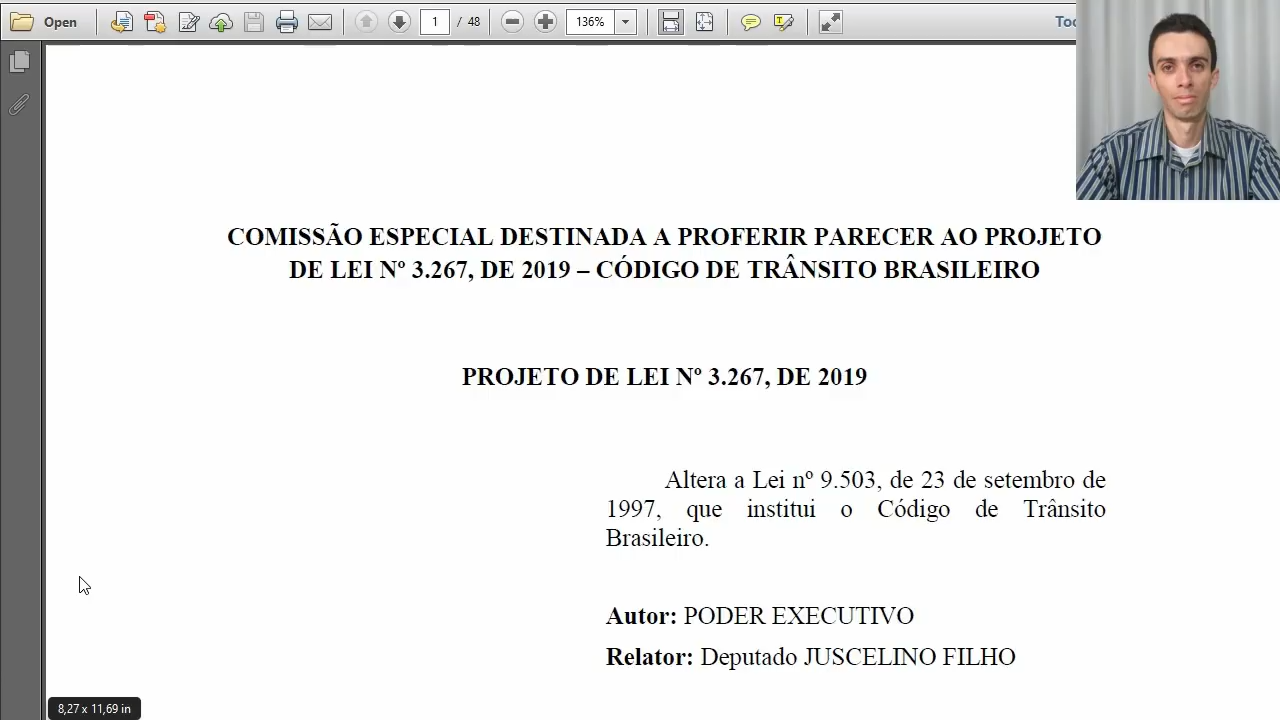 Open
1
/ 48
136%
COMISSÃO ESPECIAL DESTINADA A PROFERIR PARECER AO PROJETO
DE LEI Nº 3.267, DE 2019 – CÓDIGO DE TRÂNSITO BRASILEIRO
PROJETO DE LEI Nº 3.267, DE 2019
Altera a Lei nº 9.503, de 23 de setembro de
1997, que institui o Código de Trânsito
Brasileiro.
Autor: PODER EXECUTIVO
Relator: Deputado JUSCELINO FILHO
8,27 x 11,69 in